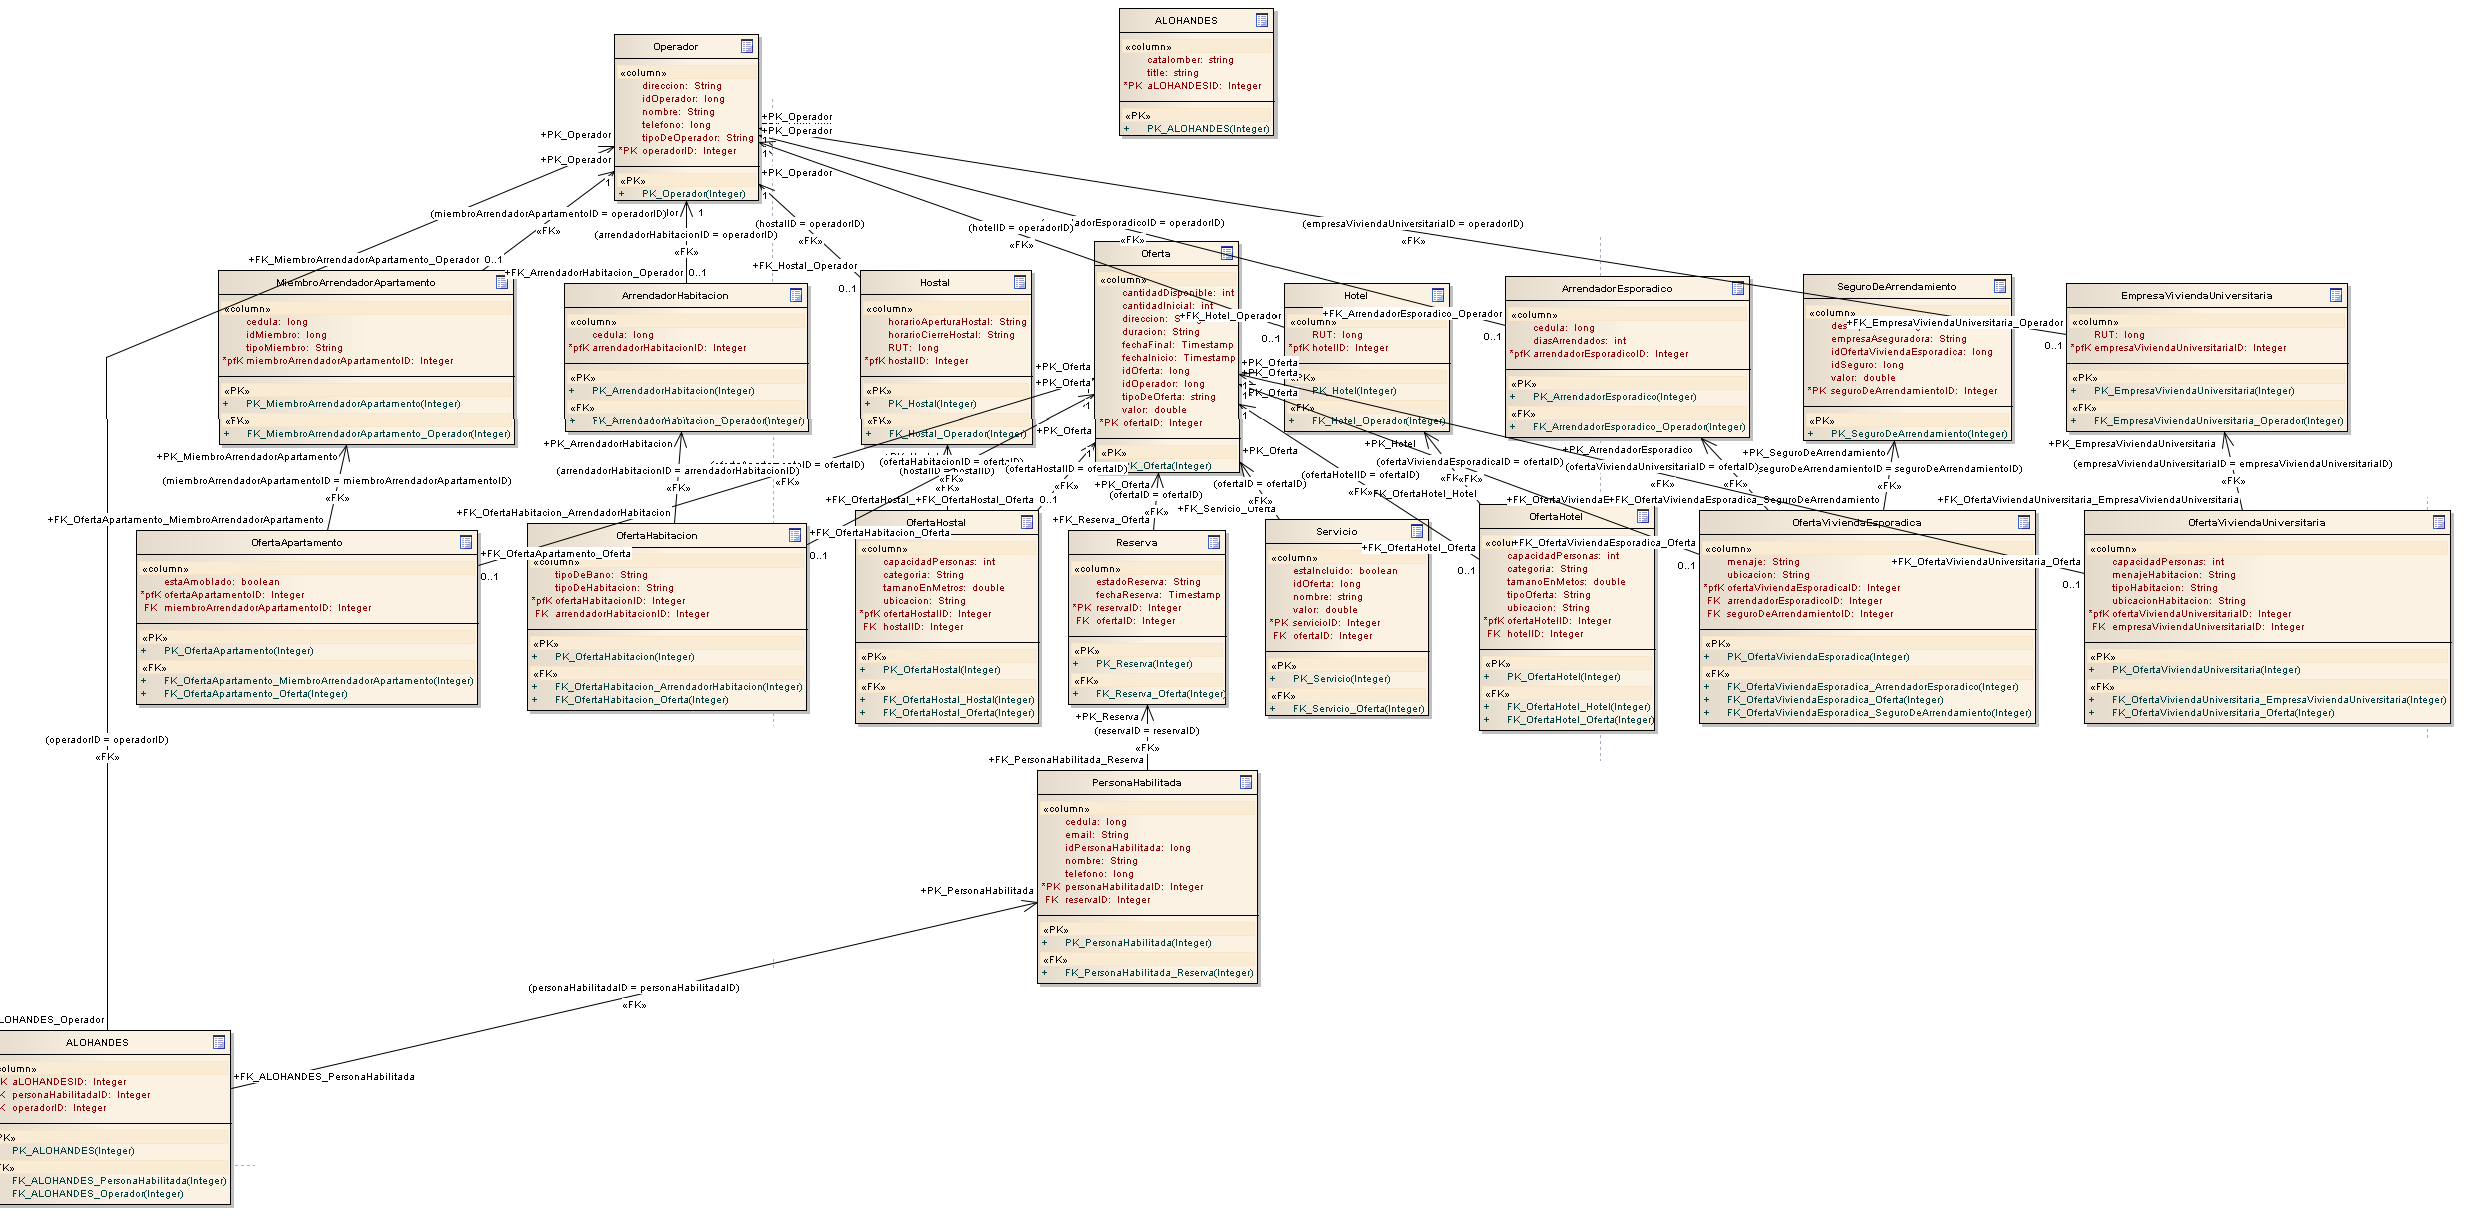 ALOHANDES
«column»
catalomber: string
title: string
*PK aLOHANDESID: Integer
«PK»
+ PK_ALOHANDES(Integer)
Operador
«column»
direccion: String
idOperador: long
nombre: String
telefono: long
tipoDeOperador: String
*PK operadorID: Integer
«PK»
+ PK_Operador(Integer)
+PK_Operador
+PK_Operador
+PK_Operador
+PK_Operador
+PK_Operador
1
1
1
1
1
(miembroArrendadorApartamentoID = operadorID)
«FK»
(arrendadorHabitacionID = operadorID)
«FK»
(hostalID = operadorID)
«FK»
(hotelID = operadorID)
«FK»
adorEsporadicoID = operadorID)
«FK»
(empresaViviendaUniversitariaID = operadorID)
«FK»
+FK_MiembroArrendadorApartamento_Operador 0..1
+FK_ArrendadorHabitacion_Operador 0..1
+FK_Hostal_Operador
0..1
+FK_Hotel_Operador
0..1
+FK_ArrendadorEsporadico_Operador
0..1
+FK_EmpresaViviendaUniversitaria_Operador
0..1
MiembroArrendadorApartamento
«column»
cedula: long
idMiembro: long
tipoMiembro: String
*pfK miembroArrendadorApartamentoID: Integer
«PK»
+ PK_MiembroArrendadorApartamento(Integer)
«FK»
+ FK_MiembroArrendadorApartamento_Operador(Integer)
ArrendadorHabitacion
«column»
cedula: long
*pfK arrendadorHabitacionID: Integer
«PK»
+ PK_ArrendadorHabitacion(Integer)
«FK»
+ FK_ArrendadorHabitacion_Operador(Integer)
Hostal
«column»
horarioAperturaHostal: String
horarioCierreHostal: String
RUT: long
*pfK hostalID: Integer
«PK»
+ PK_Hostal(Integer)
«FK»
+ FK_Hostal_Operador(Integer)
Oferta
«column»
cantidadDisponible: int
cantidadInicial: int
direccion:
duracion: String
fechaFinal: Timestamp
fechaInicio: Timestamp
idOferta: long
idOperador: long
tipoDeOferta: string
valor: double
*PK ofertaID: Integer
«PK»
PK_Oferta(Integer)
Hotel
«column»
RUT: long
*pfK hotelID: Integer
PK_Hotel(Integer)
«FK»
+ FK_Hotel_Operador(Integer)
ArrendadorEsporadico
«column»
cedula: long
diasArrendados: int
*pfK arrendadorEsporadicoID: Integer
«PK»
+ PK_ArrendadorEsporadico(Integer)
«FK»
+ FK_ArrendadorEsporadico_Operador(Integer)
SeguroDeArrendamiento
«column»
empresaAseguradora: String
idOfertaViviendaEsporadica: long
idSeguro: long
valor: double
*PK seguroDeArrendamientoID: Integer
«PK»
+ PK_SeguroDeArrendamiento(Integer)
EmpresaViviendaUniversitaria
«column»
RUT: long
*pfK empresaViviendaUniversitariaID: Integer
«PK»
+ PK_EmpresaViviendaUniversitaria(Integer)
«FK»
+ FK_EmpresaViviendaUniversitaria_Operador(Integer)
+PK_Oferta
+PK_Oferta
+PK_Oferta
+PK_Oferta
+PK_Oferta
+PK_Oferta
+PK_Oferta
+PK_MiembroArrendadorApartamento
(miembroArrendadorApartamentoID = miembroArrendadorApartamentoID)
«FK»
+FK_OfertaApartamento_MiembroArrendadorApartamento
+PK_ArrendadorHabitacion
(arrendadorHabitacionID = arrendadorHabitacionID)
«FK»
+FK_OfertaHabitacion_ArrendadorHabitacion
(ofertaHabitacionID = ofertaID)
(ofertaHostalID = ofertaID)
«FK»
(ofertaID = ofertaID)
«FK»
+FK_Reserva_Oferta
(ofertaID = ofertaID)
«FK»
+FK_Servicio_Oferta
(ofertaHotelID = ofertaID)
+PK_Hotel
+FK_OfertaHotel_Hotel
(ofertaViviendaEsporadicaID = ofertaID)
+PK_ArrendadorEsporadico
(ofertaViviendaUniversitariaID = ofertaID)
«FK»
+PK_SeguroDeArrendamiento
seguroDeArrendamientoID = seguroDeArrendamientoID)
«FK»
+FK_OfertaViviendaEsporadica_SeguroDeArrendamiento
+PK_EmpresaViviendaUniversitaria
(empresaViviendaUniversitariaID = empresaViviendaUniversitariaID)
«FK»
+FK_OfertaViviendaUniversitaria_EmpresaViviendaUniversitaria
+FK_OfertaApartamento_Oferta
0..1
+FK_OfertaHabitacion_Oferta
0..1
+FK_OfertaHostal_Oferta 0..1
+FK_OfertaHotel_Oferta
0..1
+FK_OfertaViviendaEsporadica_Oferta
0..1
+FK_OfertaViviendaUniversitaria_Oferta
0..1
OfertaApartamento
«column»
estaAmoblado: boolean
*pfK ofertaApartamentoID: Integer
FK miembroArrendadorApartamentoID: Integer
«PK»
+ PK_OfertaApartamento(Integer)
«FK»
+ FK_OfertaApartamento_MiembroArrendadorApartamento(Integer)
+ FK_OfertaApartamento_Oferta(Integer)
OfertaHabitacion
«column»
tipoDeBano: String
tipoDeHabitacion: String
*pfK ofertaHabitacionID: Integer
FK arrendadorHabitacionID: Integer
«PK»
+ PK_OfertaHabitacion(Integer)
«FK»
+ FK_OfertaHabitacion_ArrendadorHabitacion(Integer)
+ FK_OfertaHabitacion_Oferta(Integer)
OfertaHostal
«column»
capacidadPersonas: int
categoria: String
tamanoEnMetros: double
ubicacion: String
*pfK ofertaHostalID: Integer
FK hostalID: Integer
«PK»
+ PK_OfertaHostal(Integer)
«FK»
+ FK_OfertaHostal_Hostal(Integer)
+ FK_OfertaHostal_Oferta(Integer)
Reserva
«column»
estadoReserva: String
fechaReserva: Timestamp
*PK reservaID: Integer
FK ofertaID: Integer
«PK»
+ PK_Reserva(Integer)
«FK»
+ FK_Reserva_Oferta(Integer)
Servicio
«column»
estaIncluido: boolean
idOferta: long
nombre: string
valor: double
*PK servicioID: Integer
FK ofertaID: Integer
«PK»
+ PK_Servicio(Integer)
«FK»
+ FK_Servicio_Oferta(Integer)
OfertaHotel
capacidadPersonas: int
categoria: String
tamanoEnMetos: double
tipoOferta: String
ubicacion: String
*pfK ofertaHotelID: Integer
FK hotelID: Integer
«PK»
+ PK_OfertaHotel(Integer)
«FK»
+ FK_OfertaHotel_Hotel(Integer)
+ FK_OfertaHotel_Oferta(Integer)
OfertaViviendaEsporadica
«column»
menaje: String
ubicacion: String
*pfK ofertaViviendaEsporadicaID: Integer
FK arrendadorEsporadicoID: Integer
FK seguroDeArrendamientoID: Integer
«PK»
+ PK_OfertaViviendaEsporadica(Integer)
«FK»
+ FK_OfertaViviendaEsporadica_ArrendadorEsporadico(Integer)
+ FK_OfertaViviendaEsporadica_Oferta(Integer)
+ FK_OfertaViviendaEsporadica_SeguroDeArrendamiento(Integer)
OfertaViviendaUniversitaria
«column»
capacidadPersonas: int
menajeHabitacion: String
tipoHabitacion: String
ubicacionHabitacion: String
*pfK ofertaViviendaUniversitariaID: Integer
FK empresaViviendaUniversitariaID: Integer
«PK»
+ PK_OfertaViviendaUniversitaria(Integer)
«FK»
+ FK_OfertaViviendaUniversitaria_EmpresaViviendaUniversitaria(Integer)
+ FK_OfertaViviendaUniversitaria_Oferta(Integer)
+PK_Reserva
(reservaID = reservaID)
«FK»
+FK_PersonaHabilitada_Reserva
PersonaHabilitada
«column»
cedula: long
email: String
idPersonaHabilitada: long
nombre: String
telefono: long
*PK personaHabilitadaID: Integer
FK reservaID: Integer
«PK»
+ PK_PersonaHabilitada(Integer)
«FK»
+ FK_PersonaHabilitada_Reserva(Integer)
(operadorID = operadorID)
«FK»
+PK_PersonaHabilitada
(personaHabilitadaID = personaHabilitadaID)
«FK»
LOHANDES_Operador
+FK_ALOHANDES_PersonaHabilitada
ALOHANDES
olumn»
K aLOHANDESID: Integer
K personaHabilitadaID: Integer
K operadorID: Integer
PK»
PK_ALOHANDES(Integer)
FK»
FK_ALOHANDES_PersonaHabilitada(Integer)
FK_ALOHANDES_Operador(Integer)